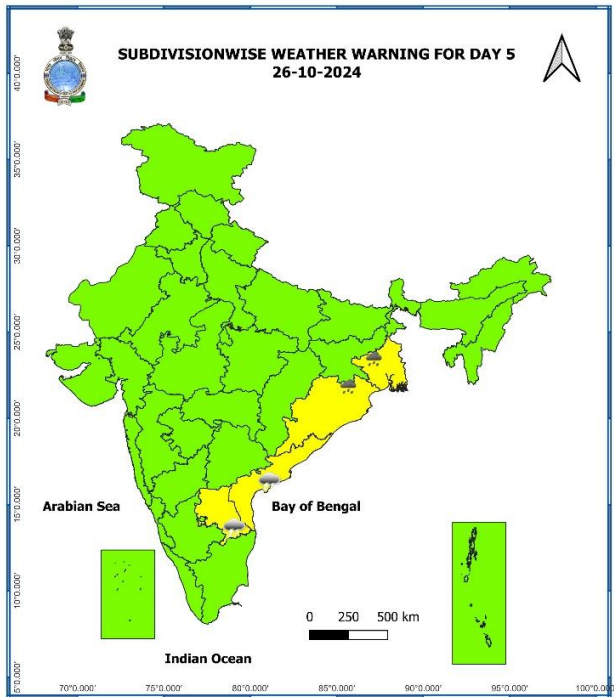 SUBDIVISIONWISE WEATHER WARNING FOR DAY 5
26-10-2024
40°0.000'
35°0.000'
30°0.000'
25°0.000'
20°0.000'
15°0.000'
10°0.000'
5°0.000'
Arabian Sea
Bay of Bengal
0 250 500 km
Indian Ocean
70°0.000' 75°0.000' 80°0.000' 85°0.000' 90°0.000' 95°0.000' 100°0.000'